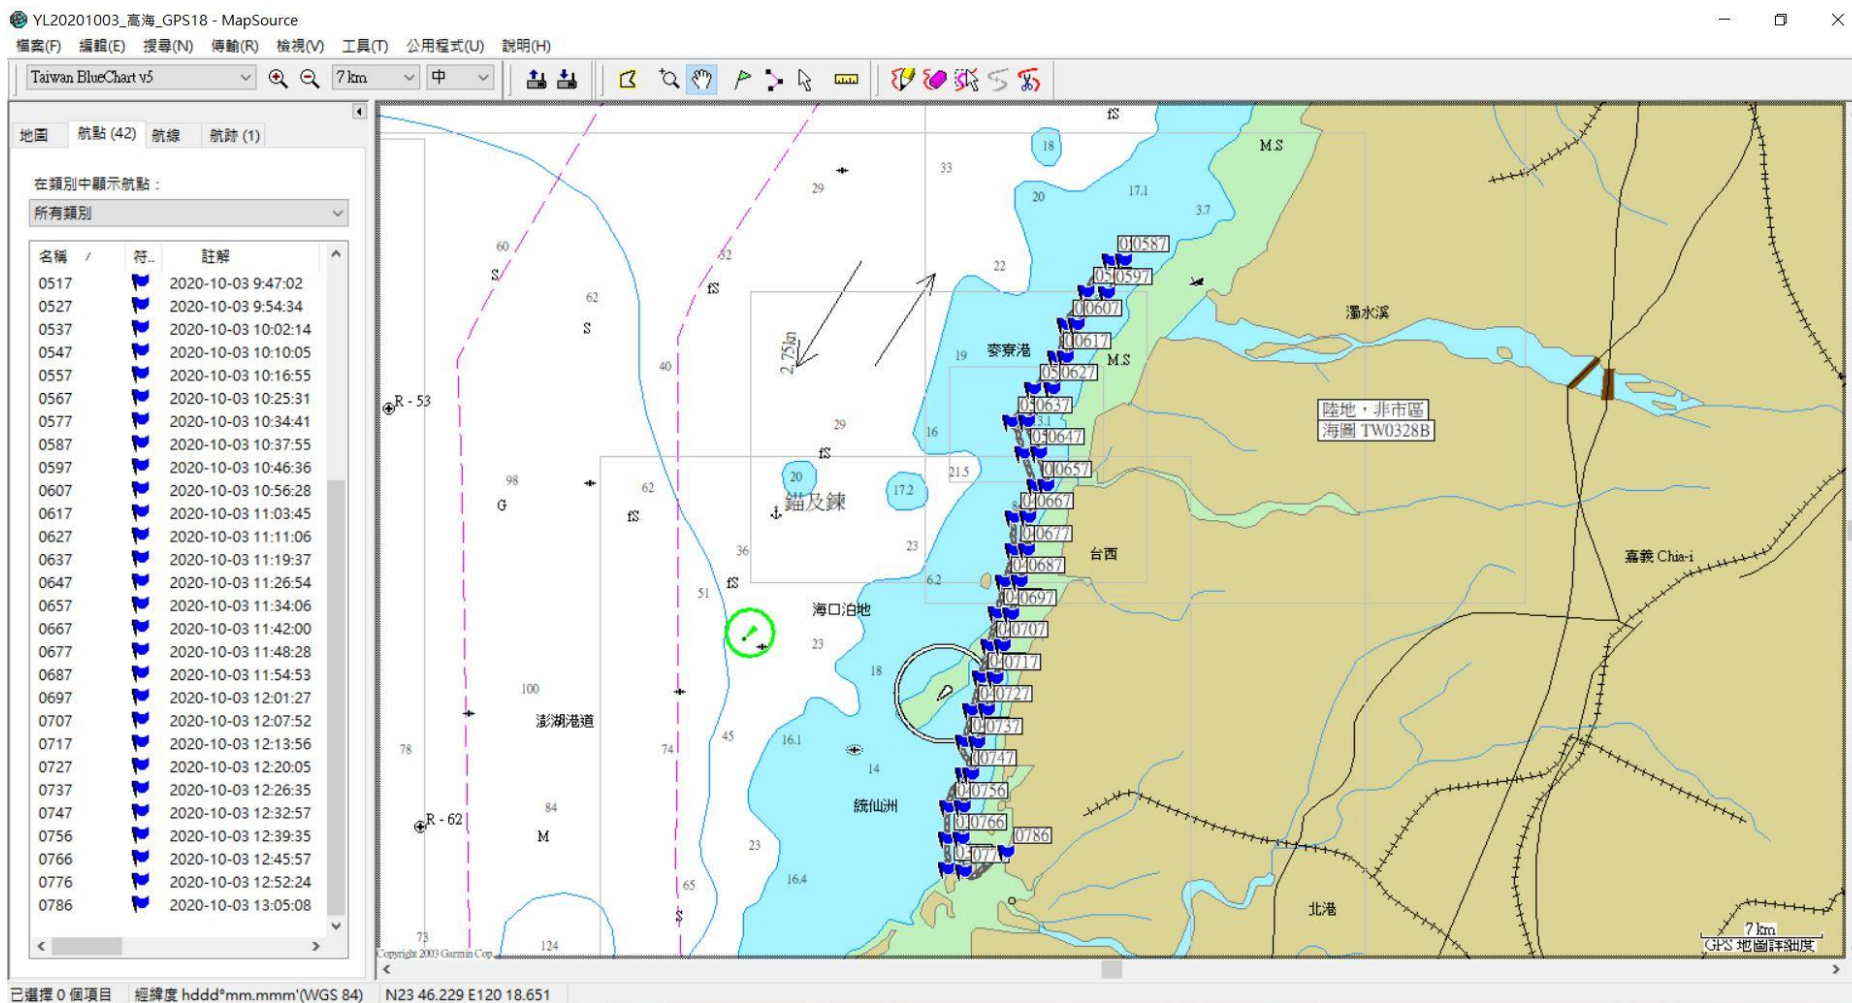 YL20201003_高海_GPS18 - MapSource
檔案(F) 編輯(E) 搜尋(N) 傳輸(R) 檢視(V) 工具(T) 公用程式(U) 說明(H)
Taiwan BlueChart v5 7 km 中
地圖 航點 (42) 航線 航跡 (1)
在類別中顯示航點：
所有類別
名稱 符... 註解
0517 2020-10-03 9:47:02
0527 2020-10-03 9:54:34
0537 2020-10-03 10:02:14
0547 2020-10-03 10:10:05
0557 2020-10-03 10:16:55
0567 2020-10-03 10:25:31
0577 2020-10-03 10:34:41
0587 2020-10-03 10:37:55
0597 2020-10-03 10:46:36
0607 2020-10-03 10:56:28
0617 2020-10-03 11:03:45
0627 2020-10-03 11:11:06
0637 2020-10-03 11:19:37
0647 2020-10-03 11:26:54
0657 2020-10-03 11:34:06
0667 2020-10-03 11:42:00
0677 2020-10-03 11:48:28
0687 2020-10-03 11:54:53
0697 2020-10-03 12:01:27
0707 2020-10-03 12:07:52
0717 2020-10-03 12:13:56
0727 2020-10-03 12:20:05
0737 2020-10-03 12:26:35
0747 2020-10-03 12:32:57
0756 2020-10-03 12:39:35
0766 2020-10-03 12:45:57
0776 2020-10-03 12:52:24
0786 2020-10-03 13:05:08
fS
18 M.S
33
29
20 17.1
3.7
60 32 22
S fS
62
S
0587
0597
0607
0617
0627
0637
0647
0657
0667
0677
0687
0697
0707
0717
0727
0737
0747
0756
0766
077
0786
濁水溪
2.75kn
麥寮港
19
M.S
40
R - 53
陸地，非市區
海圖 TW0328B
29
fS
16
13.1
21.5
98 62 20 17.2
G fS
錨及鍊
36 23
fS
51
6.2
台西
嘉義 Chia-i
海口泊地
23
18
100
澎湖港道
78 74 45 16.1
14
統仙洲
84
R - 62
M
23
65 16.4
S
73 124
北港
Copyright 2003 Garmin Cop
7 km
GPS 地圖詳細度
已選擇 0 個項目 經緯度 hddd°mm.mmm'(WGS 84) N23 46.229 E120 18.651